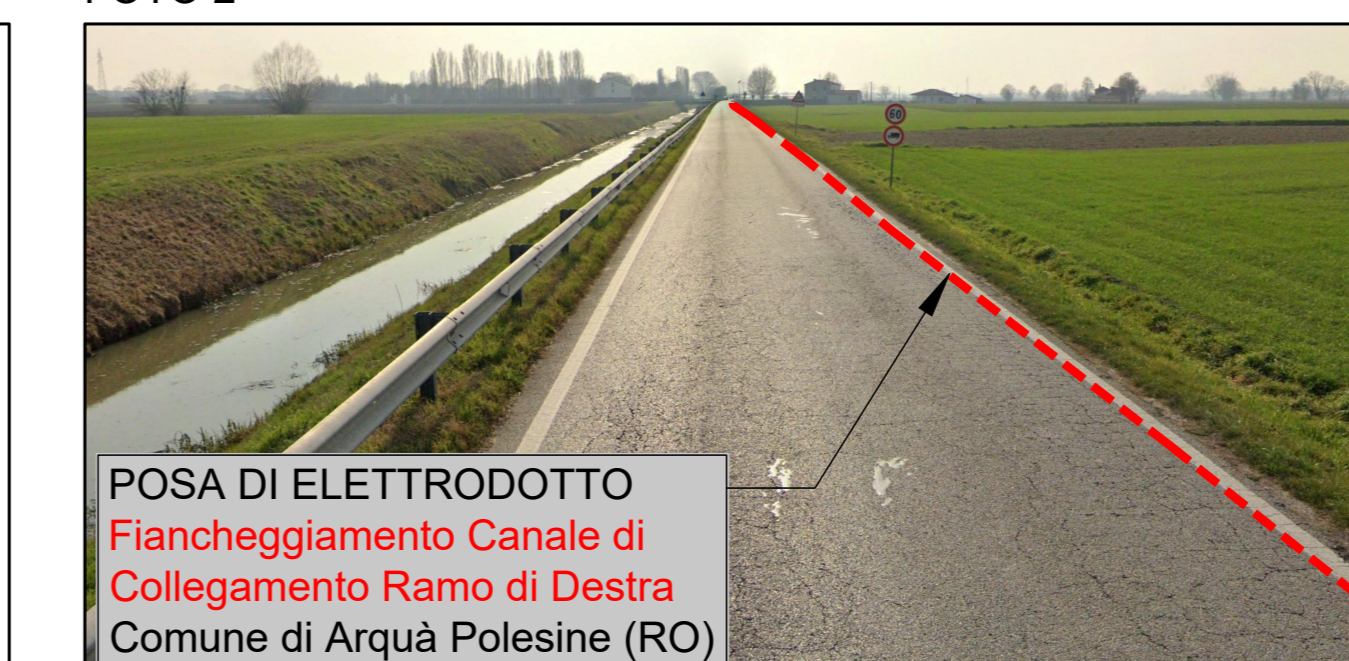 POSA DI ELETTRODOTTO
Fiancheggiamento Canale di
Collegamento Ramo di Destra
Comune di Arquà Polesine (RO)
60